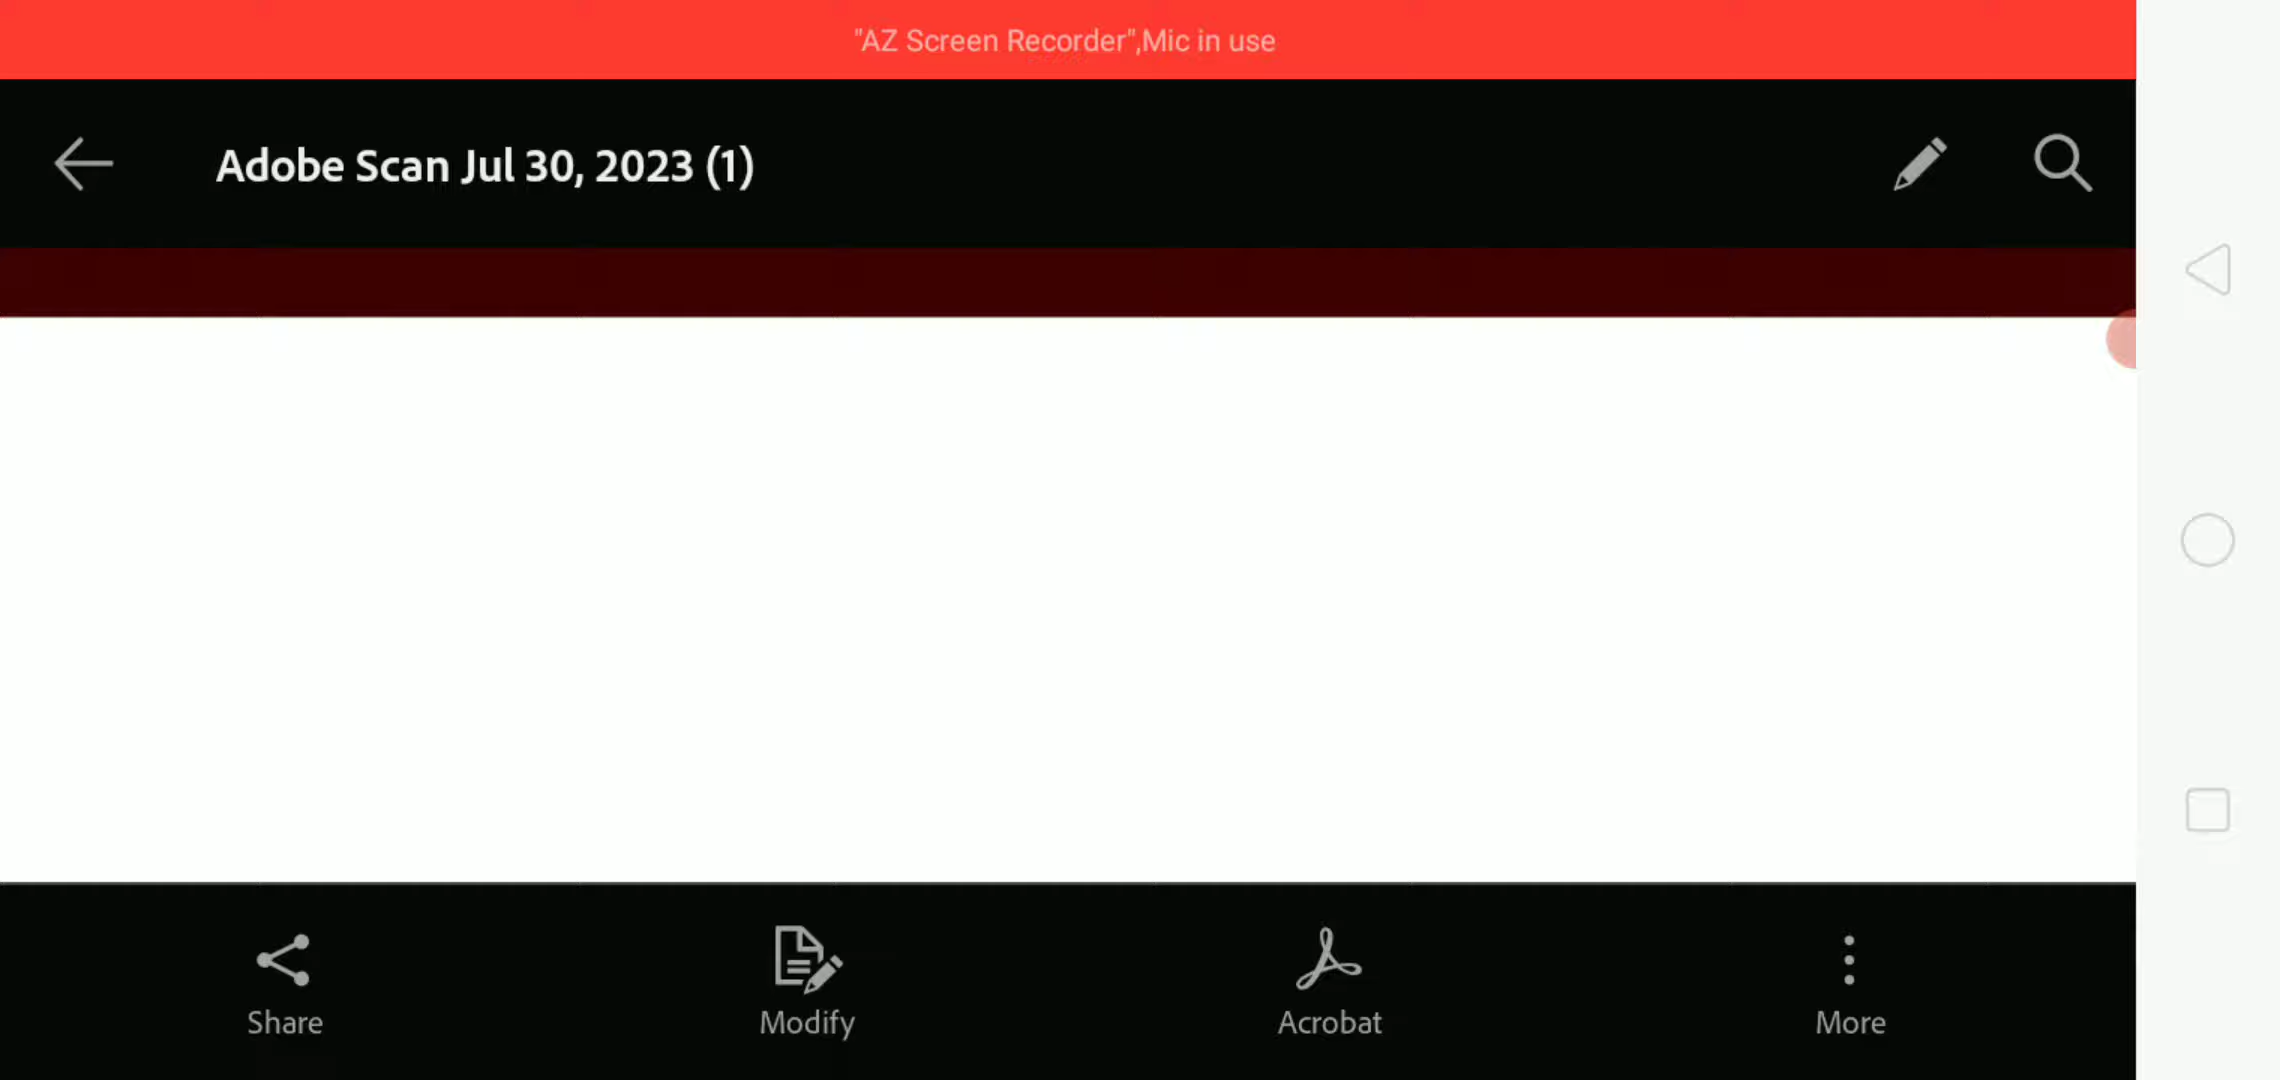 "AZ Screen Recorder",Mic in use
Adobe Scan Jul 30, 2023 (1)
Share
Modify
Acrobat
More